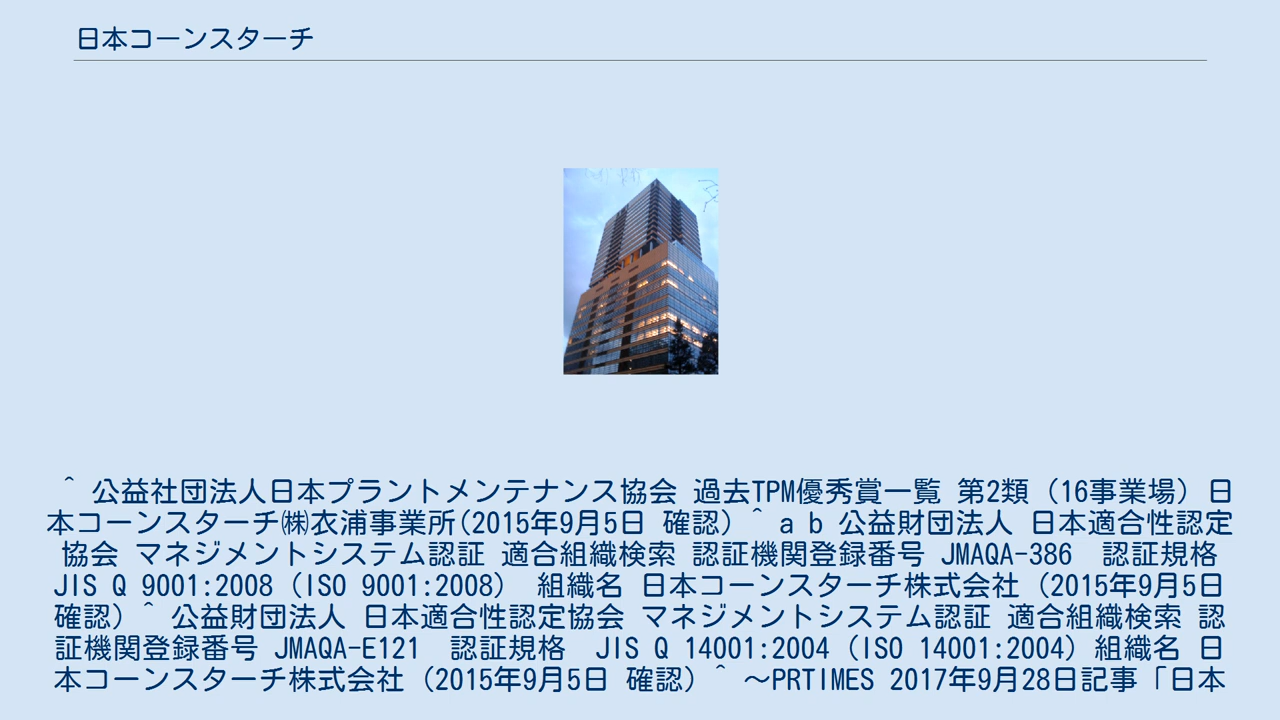 日本コーンスターチ
^ 公益社団法人日本プラントメンテナンス協会 過去TPM優秀賞一覧 第2類（16事業場）日
本コーンスターチ㈱衣浦事業所(2015年9月5日 確認）^ a b 公益財団法人 日本適合性認定
協会 マネジメントシステム認証 適合組織検索 認証機関登録番号 JMAQA-386　認証規格
JIS Q 9001:2008（ISO 9001:2008）　組織名 日本コーンスターチ株式会社（2015年9月5日
確認）^ 公益財団法人 日本適合性認定協会 マネジメントシステム認証 適合組織検索 認
証機関登録番号 JMAQA-E121　認証規格　JIS Q 14001:2004（ISO 14001:2004）組織名 日
本コーンスターチ株式会社（2015年9月5日 確認）^ ～PRTIMES 2017年9月28日記事「日本